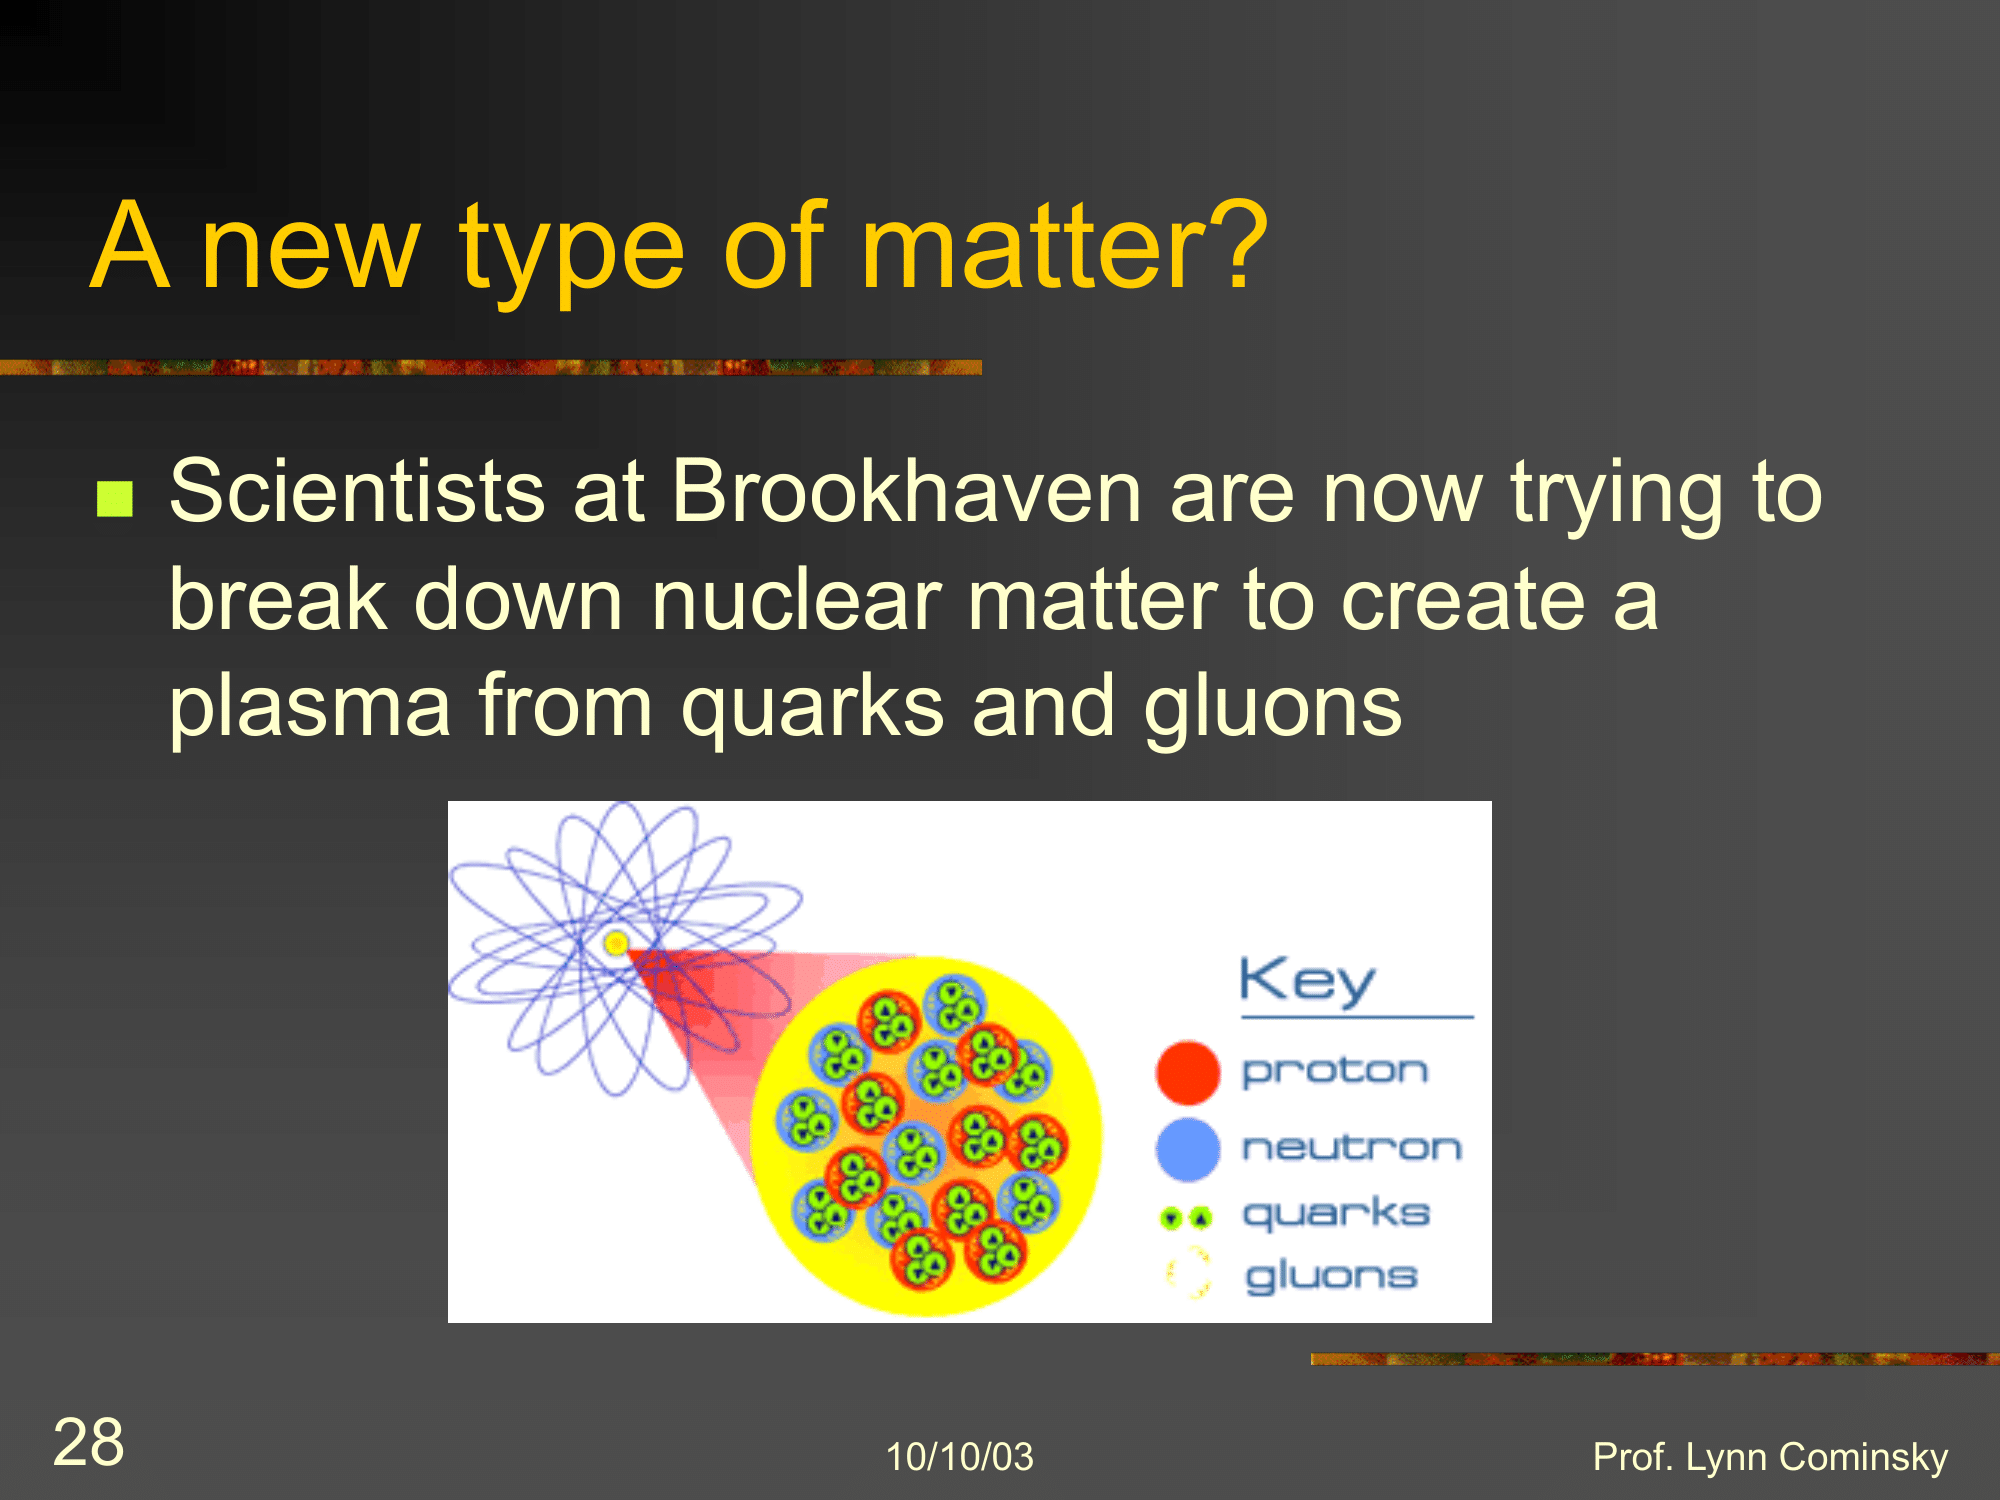 A new type of matter?
Scientists at Brookhaven are now trying to
break down nuclear matter to create a
plasma from quarks and gluons
Key
proton
neutron
quarks
gluons
28
10/10/03
Prof. Lynn Cominsky